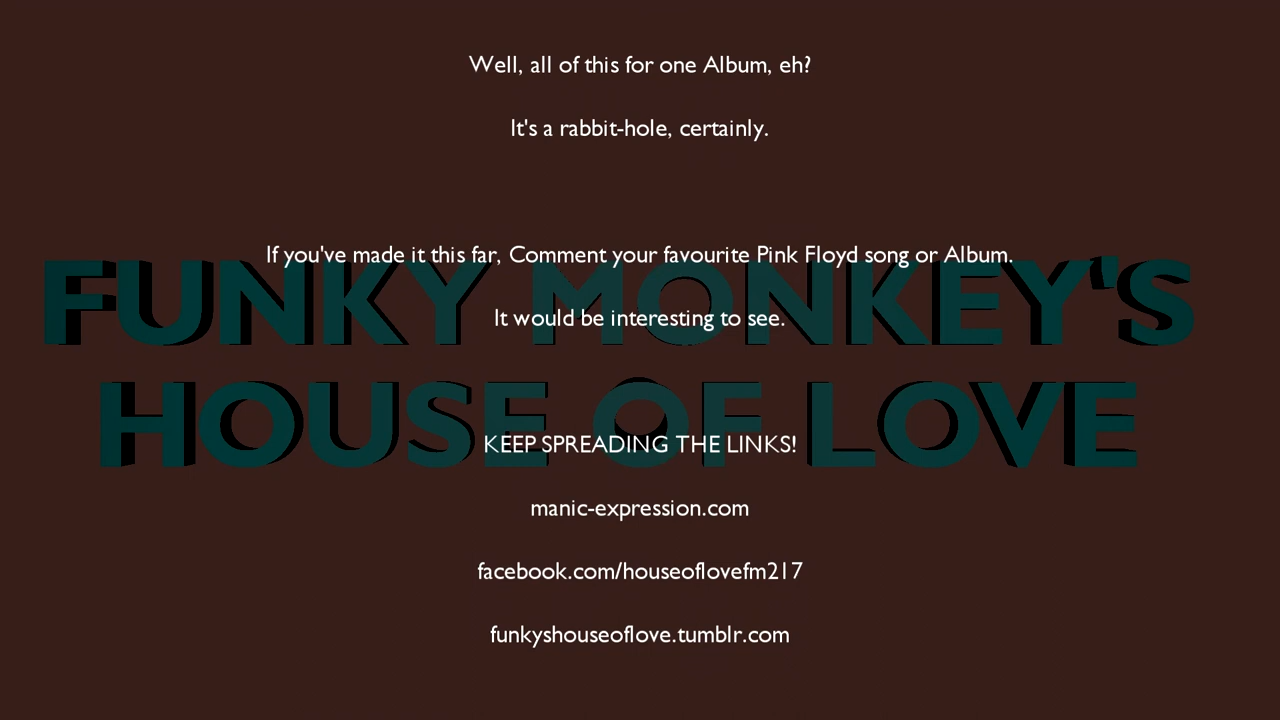 Well, all of this for one Album, eh?
It's a rabbit-hole, certainly.
If you've made it this far, Comment your favourite Pink Floyd song or Album.
FUNKY MONKEY'S
It would be interesting to see.
HOUSE OF LOVE
KEEP SPREADING THE LINKS!
manic-expression.com
facebook.com/houseoflovefm217
funkyshouseoflove.tumblr.com